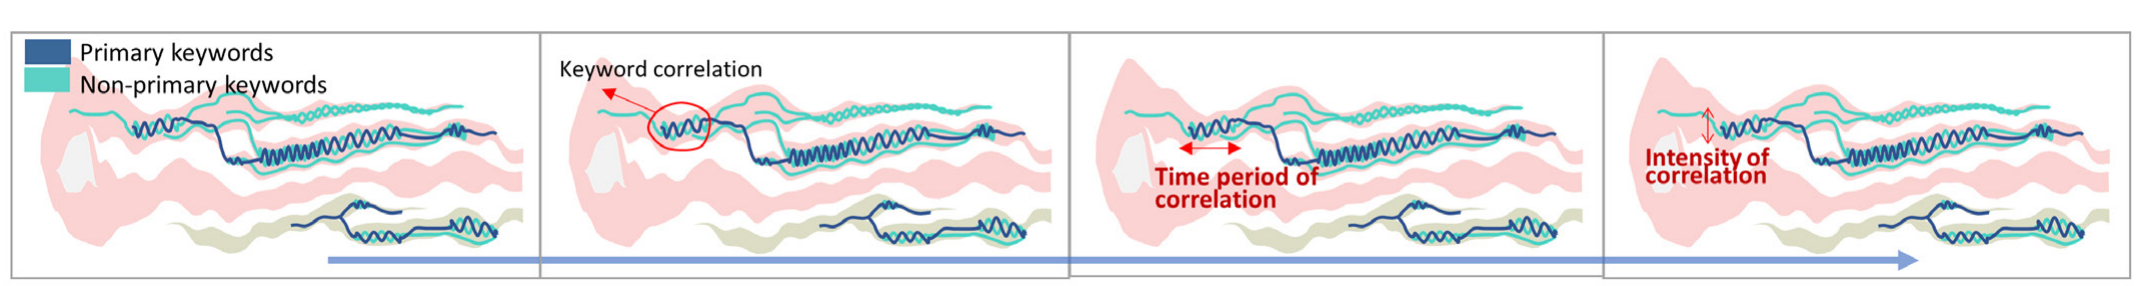 Primary keywords
Non-primary keywords
Keyword correlation
Time period of
correlation
Intensity of
correlation